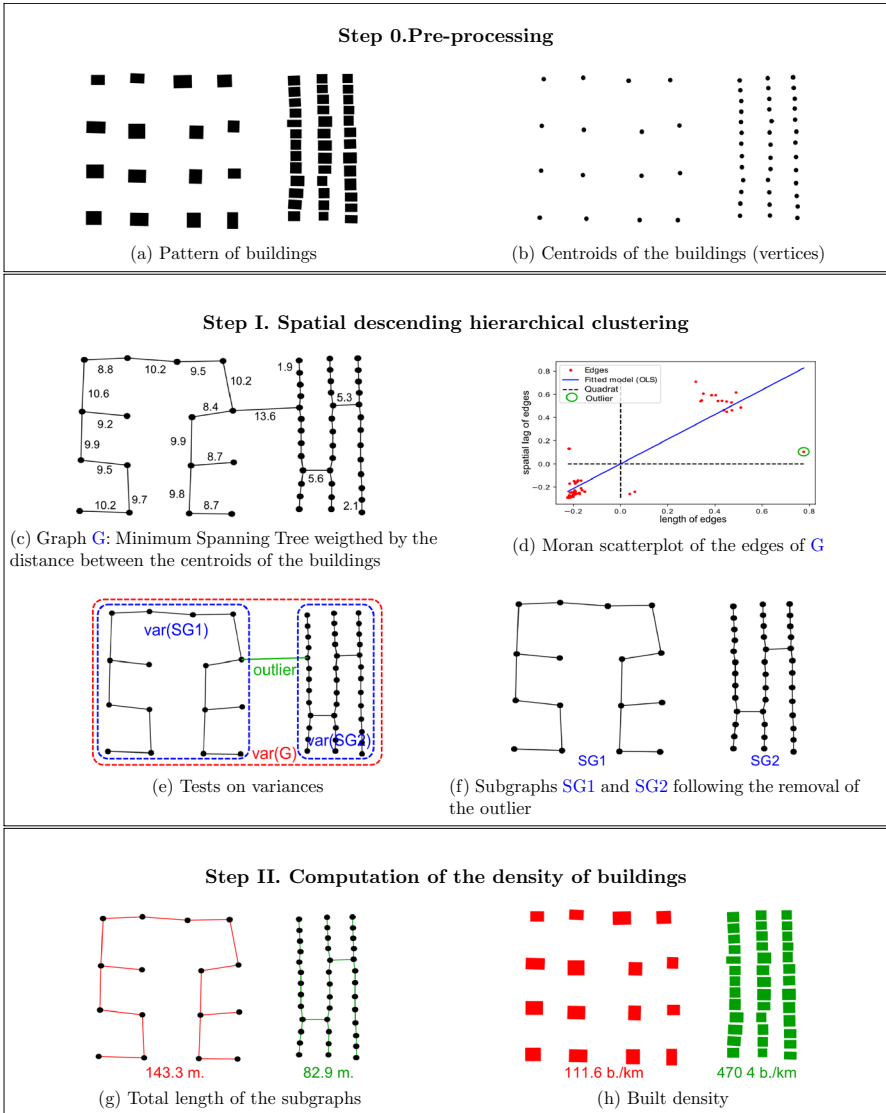 Step 0.Pre-processing
(a) Pattern of buildings
(b) Centroids of the buildings (vertices)
Step I. Spatial descending hierarchical clustering
8.8
10.2
9.5
10.6
10.2
9.2
8.4
13.6
9.9
9.9
9.5
8.7
10.2
9.7
9.8
8.7
1.9
5.3
5.6
2.1
(c) Graph G: Minimum Spanning Tree weigthed by the
distance between the centroids of the buildings
Edges
Fitted model (OLS)
Quadrat
Outlier
spatial lag of edges
0.8
0.6
0.4
0.2
0.0
−0.2
−0.2
0.0
0.2
0.4
0.6
0.8
length of edges
(d) Moran scatterplot of the edges of G
var(SG1)
outlier
var(G)
var(SG2)
(e) Tests on variances
SG1
SG2
(f) Subgraphs SG1 and SG2 following the removal of
the outlier
Step II. Computation of the density of buildings
143.3 m.
82.9 m.
(g) Total length of the subgraphs
111.6 b./km
470 4 b./km
(h) Built density